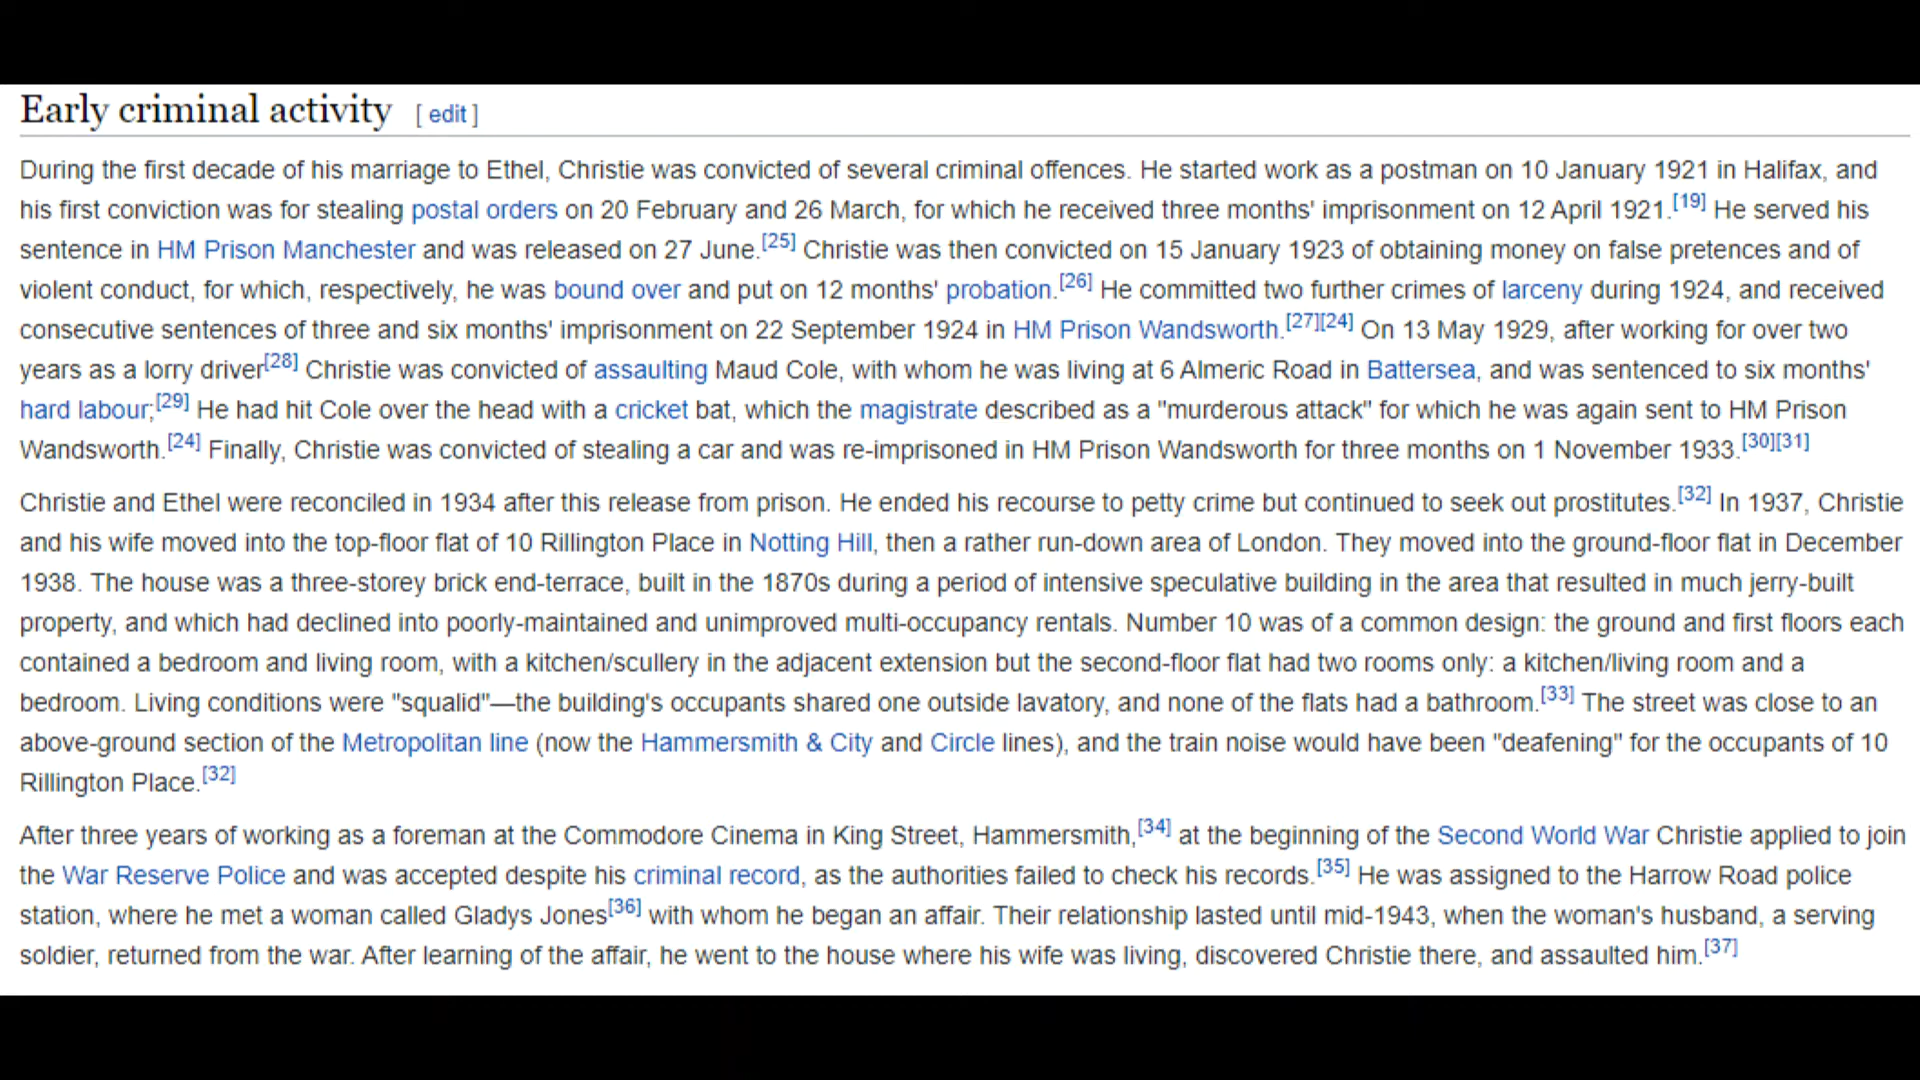 Early criminal activity [ edit ]
During the first decade of his marriage to Ethel, Christie was convicted of several criminal offences. He started work as a postman on 10 January 1921 in Halifax, and
his first conviction was for stealing postal orders on 20 February and 26 March, for which he received three months' imprisonment on 12 April 1921.[19] He served his
sentence in HM Prison Manchester and was released on 27 June.[25] Christie was then convicted on 15 January 1923 of obtaining money on false pretences and of
violent conduct, for which, respectively, he was bound over and put on 12 months' probation.[26] He committed two further crimes of larceny during 1924, and received
consecutive sentences of three and six months' imprisonment on 22 September 1924 in HM Prison Wandsworth.[27][24] On 13 May 1929, after working for over two
years as a lorry driver[28] Christie was convicted of assaulting Maud Cole, with whom he was living at 6 Almeric Road in Battersea, and was sentenced to six months'
hard labour;[29] He had hit Cole over the head with a cricket bat, which the magistrate described as a "murderous attack" for which he was again sent to HM Prison
Wandsworth.[24] Finally, Christie was convicted of stealing a car and was re-imprisoned in HM Prison Wandsworth for three months on 1 November 1933.[30][31]
Christie and Ethel were reconciled in 1934 after this release from prison. He ended his recourse to petty crime but continued to seek out prostitutes.[32] In 1937, Christie
and his wife moved into the top-floor flat of 10 Rillington Place in Notting Hill, then a rather run-down area of London. They moved into the ground-floor flat in December
1938. The house was a three-storey brick end-terrace, built in the 1870s during a period of intensive speculative building in the area that resulted in much jerry-built
property, and which had declined into poorly-maintained and unimproved multi-occupancy rentals. Number 10 was of a common design: the ground and first floors each
contained a bedroom and living room, with a kitchen/scullery in the adjacent extension but the second-floor flat had two rooms only: a kitchen/living room and a
bedroom. Living conditions were "squalid"—the building's occupants shared one outside lavatory, and none of the flats had a bathroom.[33] The street was close to an
above-ground section of the Metropolitan line (now the Hammersmith & City and Circle lines), and the train noise would have been "deafening" for the occupants of 10
Rillington Place.[32]
After three years of working as a foreman at the Commodore Cinema in King Street, Hammersmith,[34] at the beginning of the Second World War Christie applied to join
the War Reserve Police and was accepted despite his criminal record, as the authorities failed to check his records.[35] He was assigned to the Harrow Road police
station, where he met a woman called Gladys Jones[36] with whom he began an affair. Their relationship lasted until mid-1943, when the woman's husband, a serving
soldier, returned from the war. After learning of the affair, he went to the house where his wife was living, discovered Christie there, and assaulted him.[37]